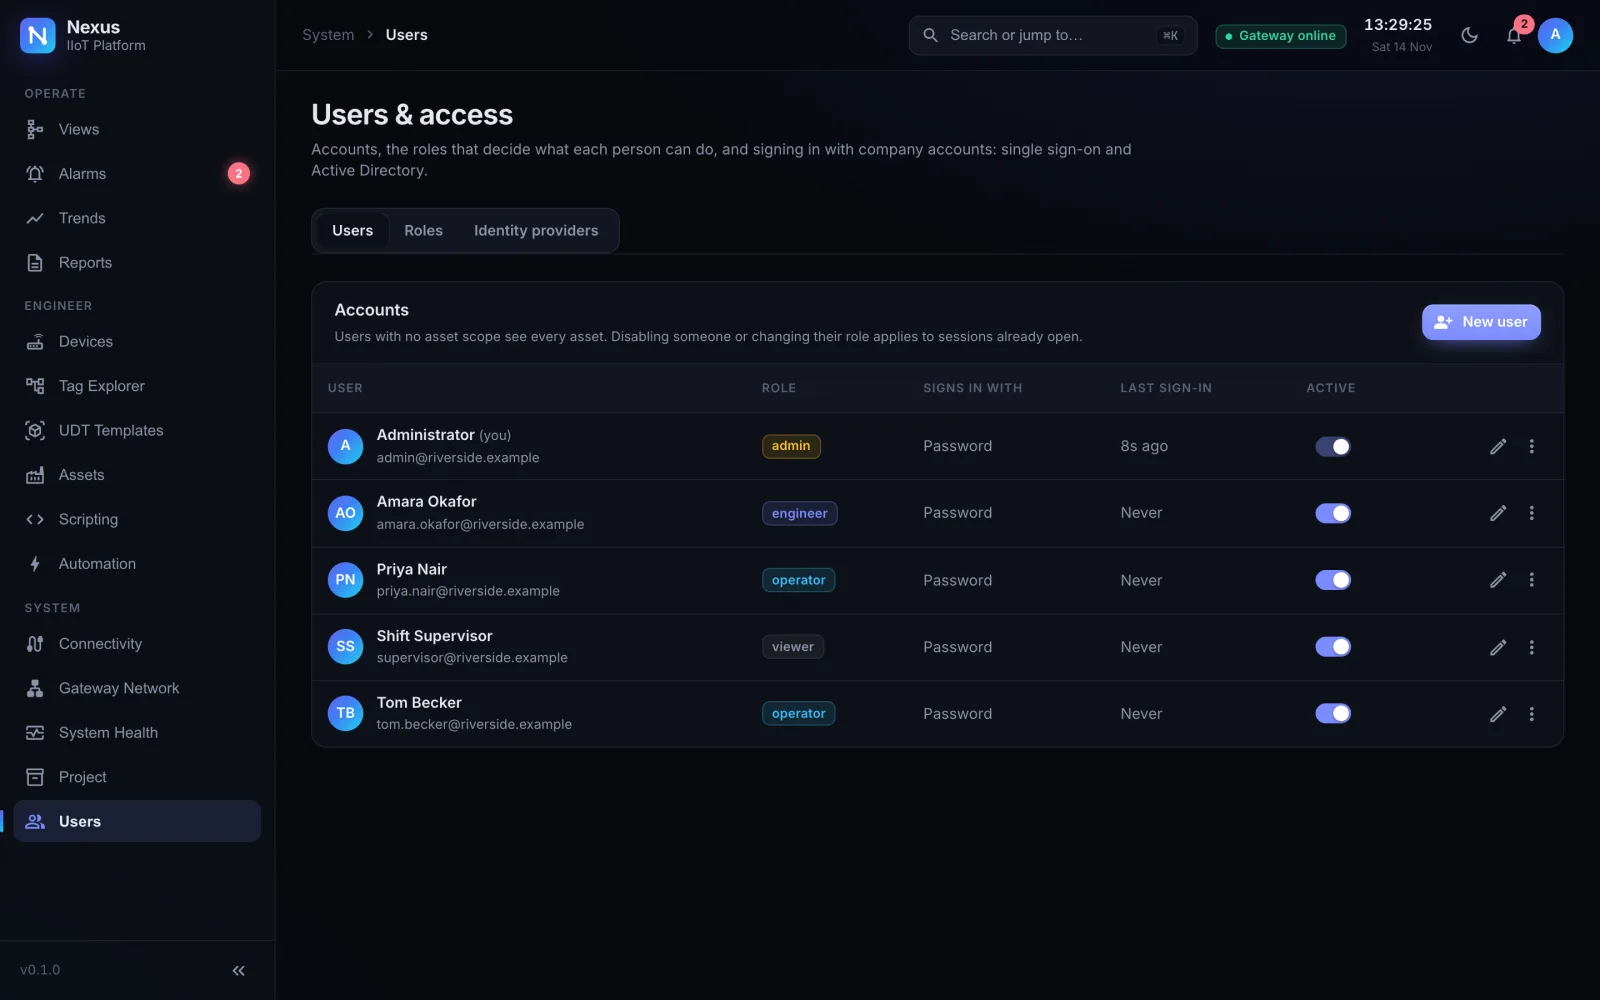 Nexus
IIoT Platform
OPERATE
Views
Alarms
2
Trends
Reports
ENGINEER
Devices
Tag Explorer
UDT Templates
Assets
Scripting
Automation
SYSTEM
Connectivity
Gateway Network
System Health
Project
Users
v0.1.0
System > Users
Search or jump to…
⌘K
Gateway online
13:29:25
Sat 14 Nov
2
A
Users & access
Accounts, the roles that decide what each person can do, and signing in with company accounts: single sign-on and
Active Directory.
Users
Roles
Identity providers
Accounts
Users with no asset scope see every asset. Disabling someone or changing their role applies to sessions already open.
New user
USER ROLE SIGNS IN WITH LAST SIGN-IN ACTIVE
A
Administrator (you)
admin@riverside.example
admin
Password
8s ago
AO
Amara Okafor
amara.okafor@riverside.example
engineer
Password
Never
PN
Priya Nair
priya.nair@riverside.example
operator
Password
Never
SS
Shift Supervisor
supervisor@riverside.example
viewer
Password
Never
TB
Tom Becker
tom.becker@riverside.example
operator
Password
Never